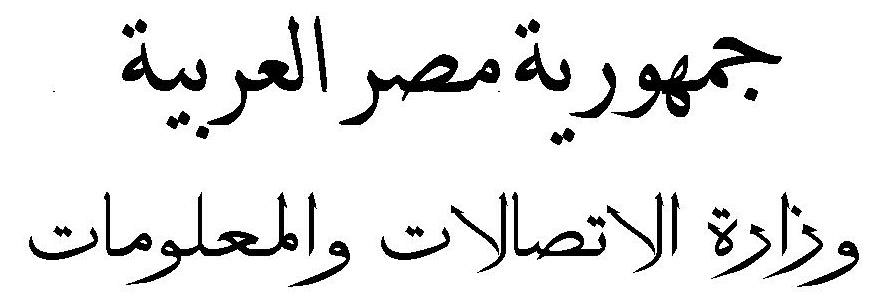 جمهورية مصر العربية
وزارة الاتصالات والمعلومات